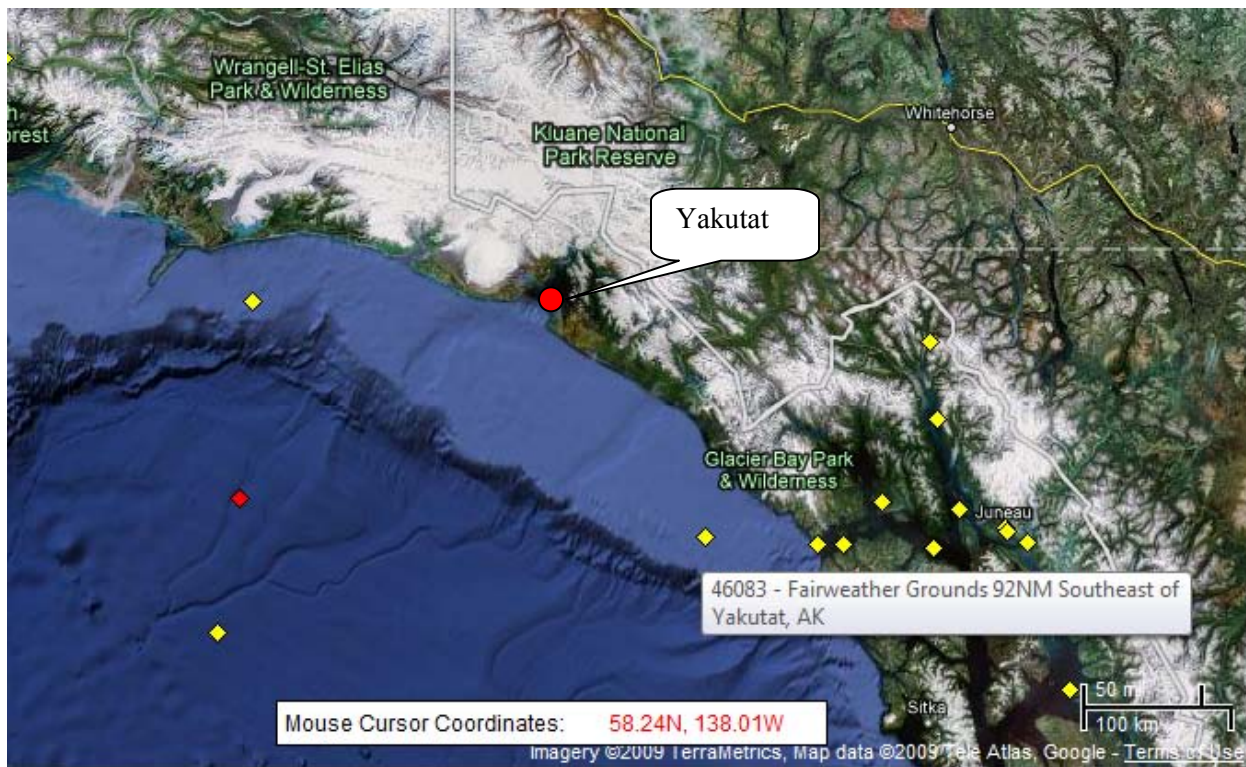 Wrangell-St. Elias
Park & Wilderness
Whitehorse
orest
Kluane National
Park Reserve
Yakutat
Glacier Bay Park
& Wilderness
Juneau
46083 - Fairweather Grounds 92NM Southeast of
Yakutat, AK
50 mi
Sitka
Mouse Cursor Coordinates: 58.24N, 138.01W
100 km
Imagery ©2009 TerraMetrics, Map data ©2009 Tele Atlas, Google - Terms of Use